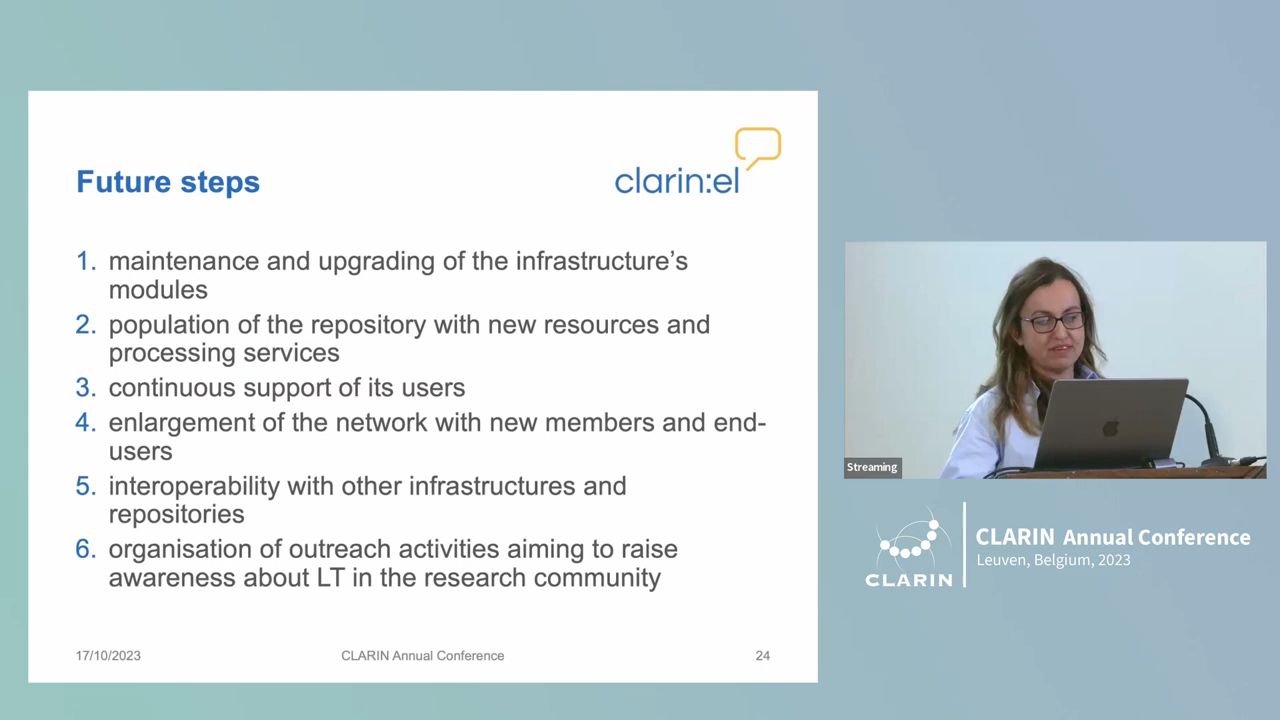 clarin:el
Future steps
1. maintenance and upgrading of the infrastructure's
modules
2. population of the repository with new resources and
processing services
3. continuous support of its users
4. enlargement of the network with new members and end-
users
5. interoperability with other infrastructures and
repositories
6. organisation of outreach activities aiming to raise
awareness about LT in the research community
17/10/2023
CLARIN Annual Conference
24
Streaming
CLARIN
CLARIN Annual Conference
Leuven, Belgium, 2023